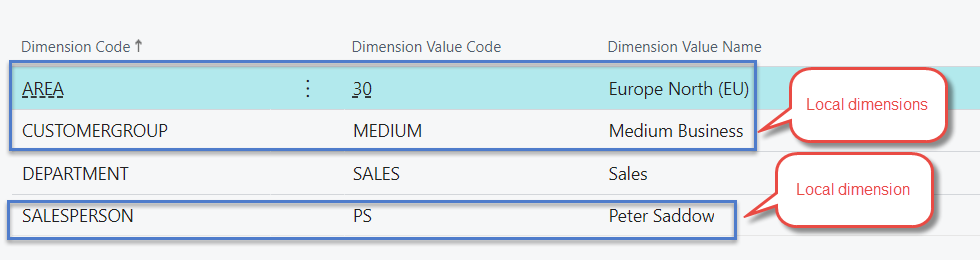 Dimension Code ↑ Dimension Value Code Dimension Value Name
AREA 30 Europe North (EU)
Local dimensions
CUSTOMERGROUP MEDIUM Medium Business
DEPARTMENT SALES Sales
Local dimension
SALESPERSON PS Peter Saddow